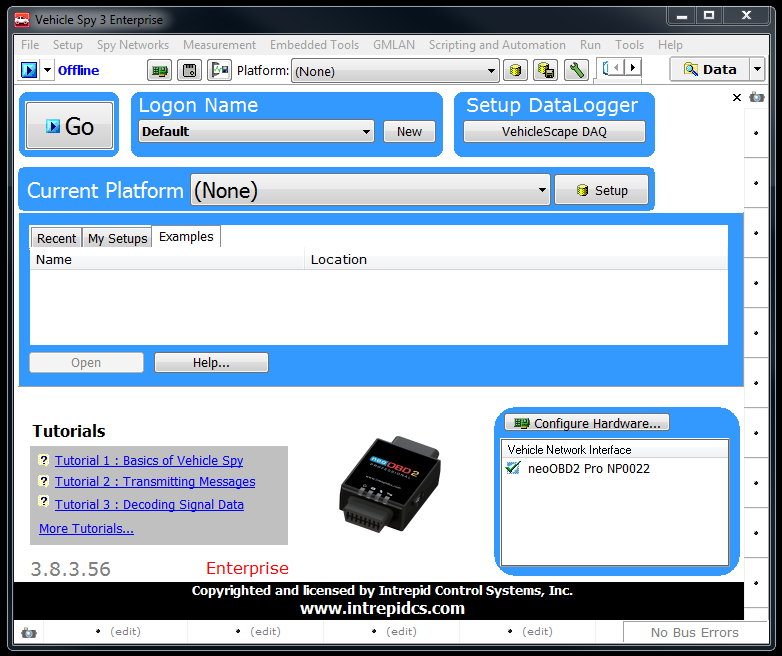 Vehicle Spy 3 Enterprise
File Setup Spy Networks Measurement Embedded Tools GMLAN Scripting and Automation Run Tools Help
Offline Platform: (None) Data
Go
Logon Name
Default New
Setup DataLogger
VehicleScape DAQ
Current Platform (None) Setup
Recent My Setups Examples
Name Location
Open Help...
Tutorials
Tutorial 1 : Basics of Vehicle Spy
Tutorial 2 : Transmitting Messages
Tutorial 3 : Decoding Signal Data
More Tutorials...
neo OBD 2
PROFESSIONAL
Configure Hardware...
Vehicle Network Interface
neoOBD2 Pro NP0022
3.8.3.56 Enterprise
Copyrighted and licensed by Intrepid Control Systems, Inc.
www.intrepidcs.com
(edit) (edit) (edit) (edit) No Bus Errors